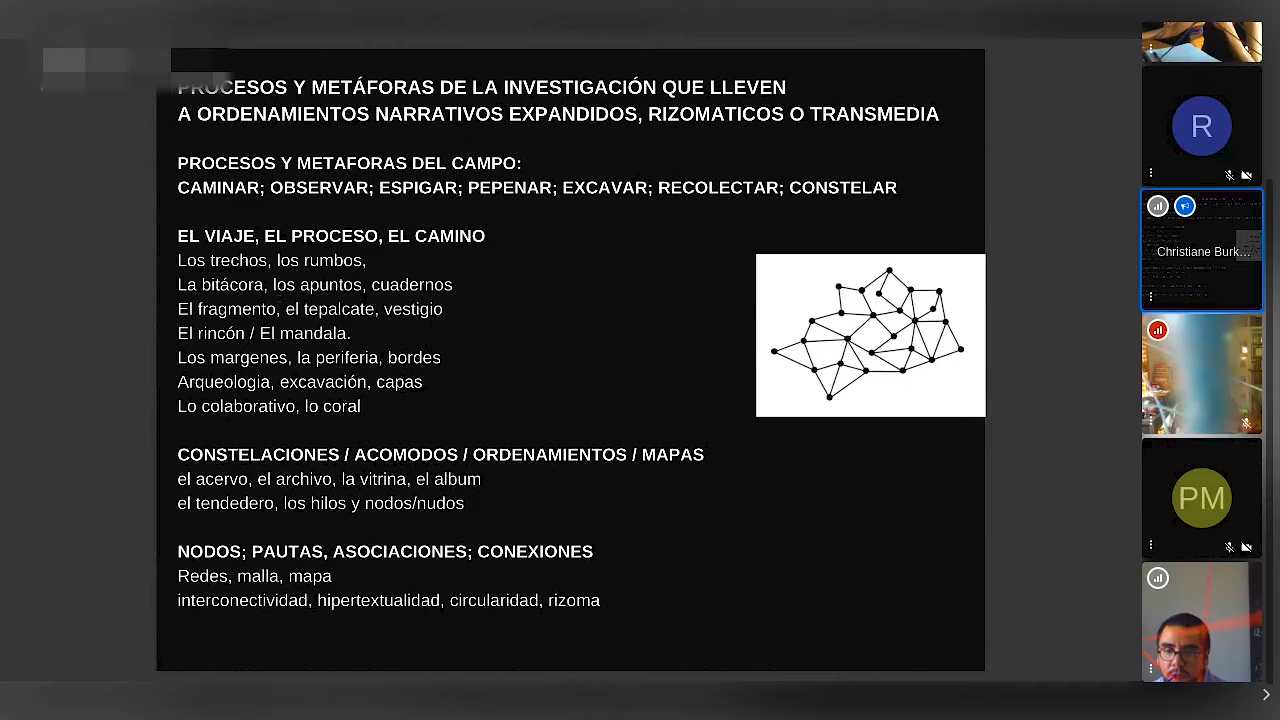 PROCESOS Y METÁFORAS DE LA INVESTIGACIÓN QUE LLEVEN
A ORDENAMIENTOS NARRATIVOS EXPANDIDOS, RIZOMATICOS O TRANSMEDIA
PROCESOS Y METAFORAS DEL CAMPO:
CAMINAR; OBSERVAR; ESPIGAR; PEPENAR; EXCAVAR; RECOLECTAR; CONSTELAR
EL VIAJE, EL PROCESO, EL CAMINO
Los trechos, los rumbos,
La bitácora, los apuntos, cuadernos
El fragmento, el tepalcate, vestigio
El rincón / El mandala.
Los margenes, la periferia, bordes
Arqueologia, excavación, capas
Lo colaborativo, lo coral
CONSTELACIONES / ACOMODOS / ORDENAMIENTOS / MAPAS
el acervo, el archivo, la vitrina, el album
el tendedero, los hilos y nodos/nudos
NODOS; PAUTAS, ASOCIACIONES; CONEXIONES
Redes, malla, mapa
interconectividad, hipertextualidad, circularidad, rizoma
R
Christiane Burk...
PM